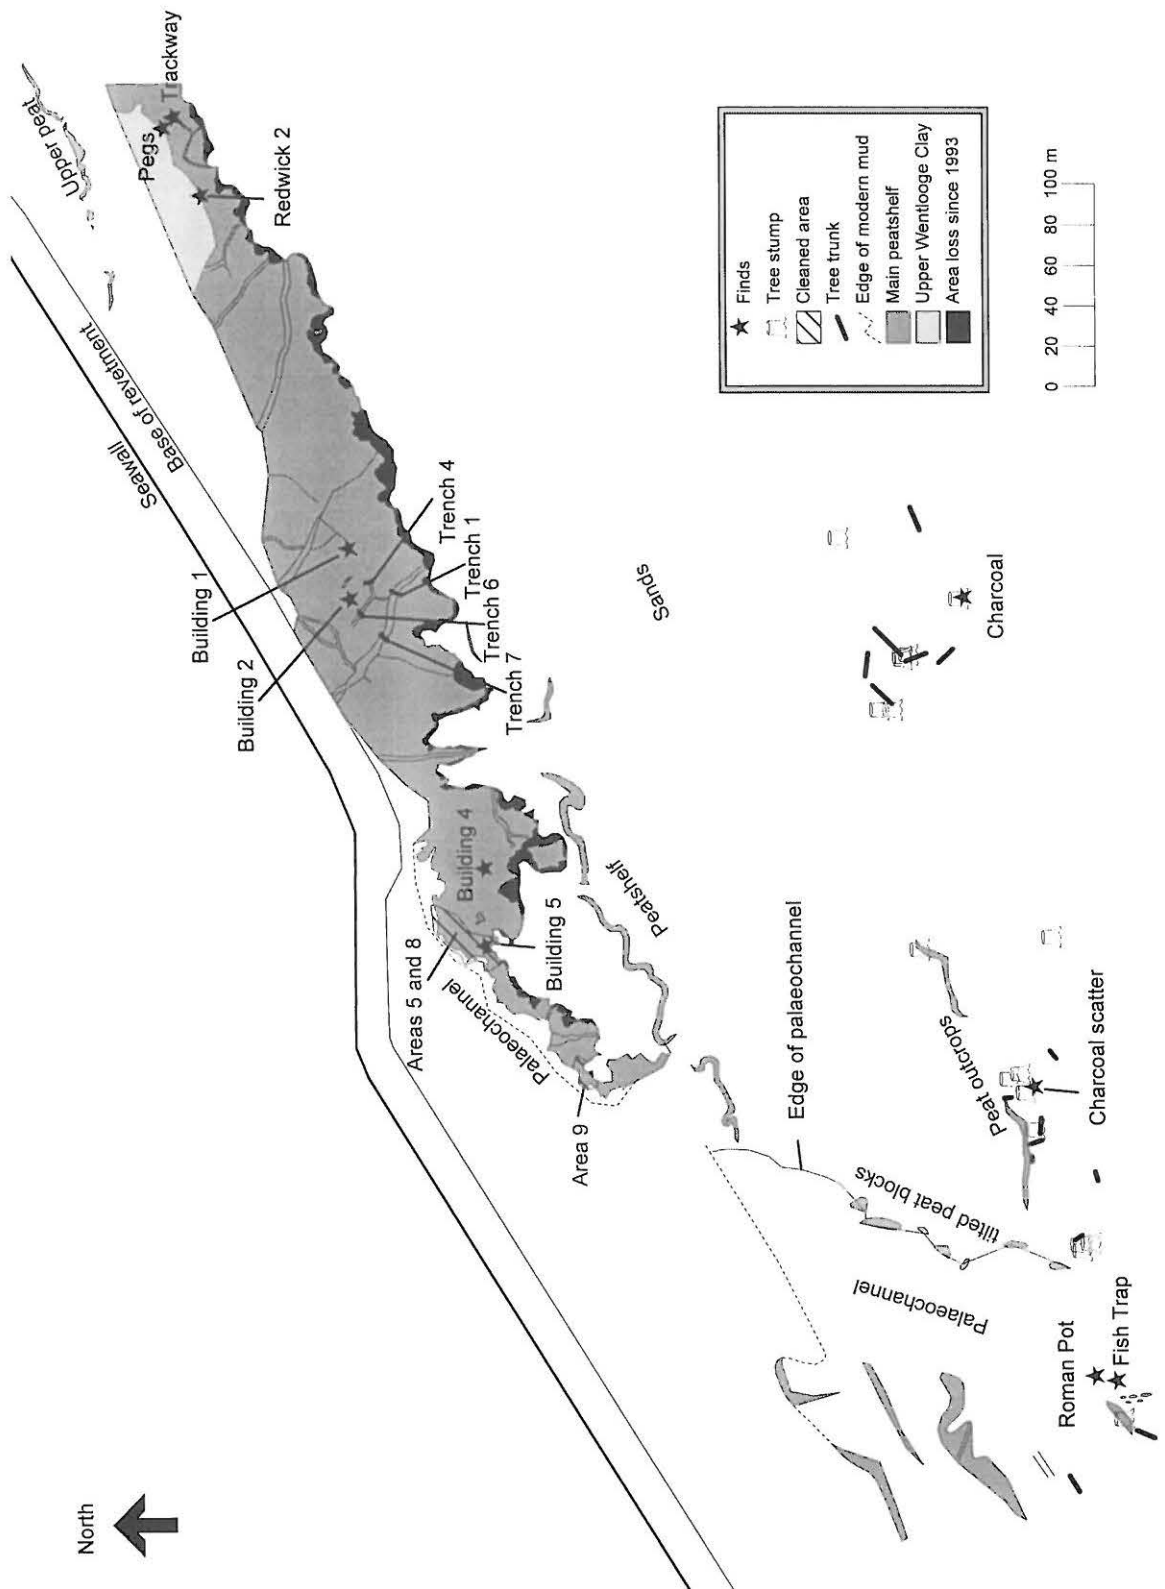 North
Upper peat
Trackway
Pegs
Redwick 2
Seawall
Base of revetment
Building 1
Building 2
Trench 4
Trench 1
Trench 6
Trench 7
Building 4
Areas 5 and 8
Building 5
Palaeochannel
Area 9
Peatshelf
Sands
Charcoal
Edge of palaeochannel
tilted peat blocks
Palaeochannel
Peat outcrops
Charcoal scatter
Roman Pot
Fish Trap
Finds
Tree stump
Cleaned area
Tree trunk
Edge of modern mud
Main peatshelf
Upper Wentlooge Clay
Area loss since 1993
0 20 40 60 80 100 m